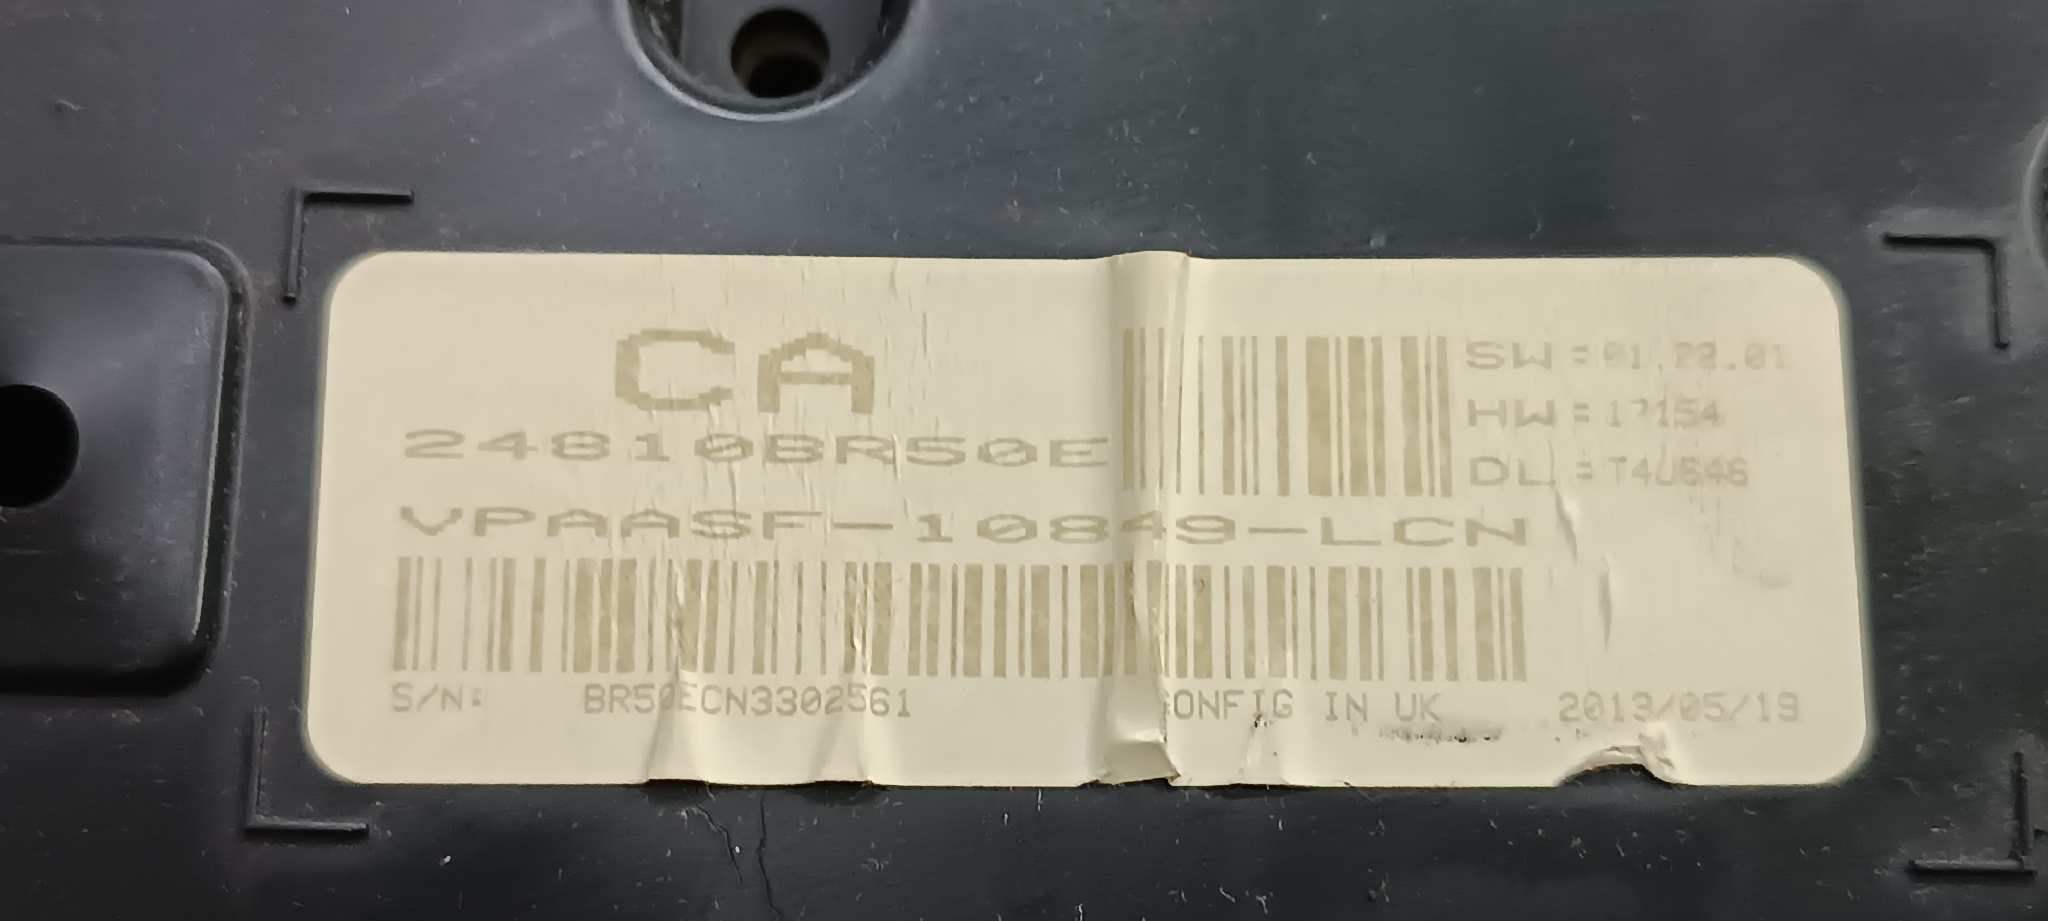 CA
24810BR50E
VPAASF-10849-LCN
SW =01.22.01
HW =17154
DL =T4U646
S/N: BR50ECN3302561 CONFIG IN UK 2013/05/19